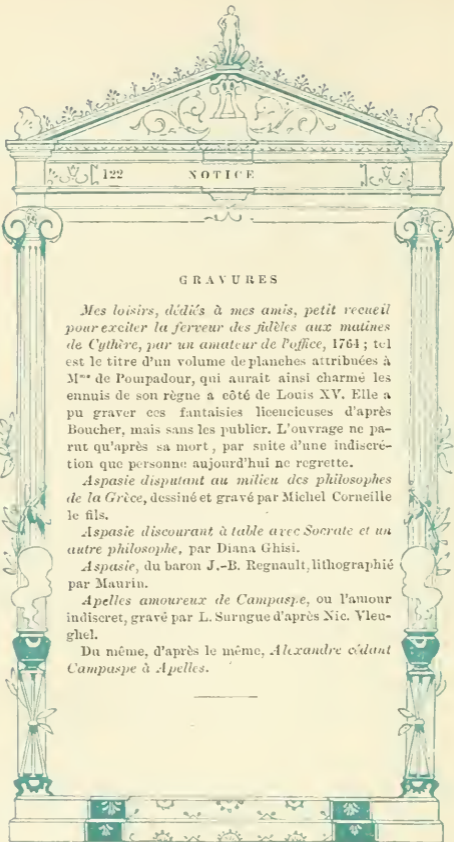 122 NOTICE
GRAVURES
Mes loisirs, dédiés à mes amis, petit recueil
pour exciter la ferveur des fidèles aux matines
de Cythère, par un amateur de l'office, 1764 ; tel
est le titre d'un volume de planches attribuées à
Mme de Pompadour, qui aurait ainsi charmé les
ennuis de son règne a côté de Louis XV. Elle a
pu graver ces fantaisies licencieuses d'après
Boucher, mais sans les publier. L'ouvrage ne pa-
rut qu'après sa mort, par suite d'une indiscré-
tion que personne aujourd'hui ne regrette.
Aspasie disputant au milieu des philosophes
de la Grèce, dessiné et gravé par Michel Corneille
le fils.
Aspasie discourant à table avec Socrate et un
autre philosophe, par Diana Ghisi.
Aspasie, du baron J.-B. Regnault, lithographié
par Maurin.
Apelles amoureux de Campaspe, ou l'amour
indiscret, gravé par L. Surugue d'après Nic. Vleu-
ghel.
Du même, d'après le même, Alexandre cédant
Campaspe à Apelles.